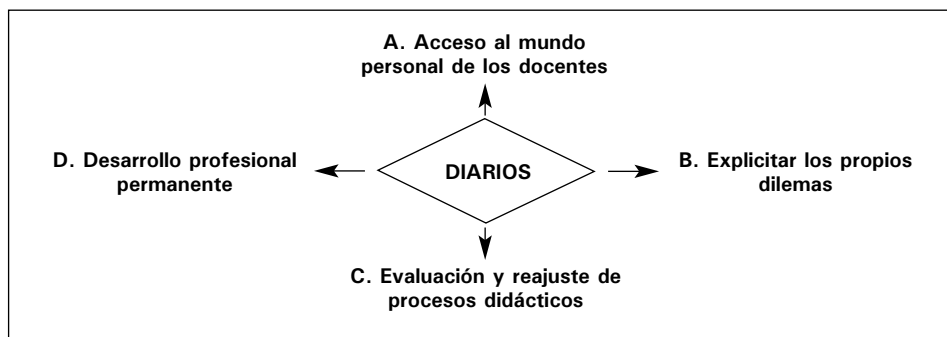 A. Acceso al mundo
personal de los docentes
D. Desarrollo profesional
permanente
DIARIOS
B. Explicitar los propios
dilemas
C. Evaluación y reajuste de
procesos didácticos